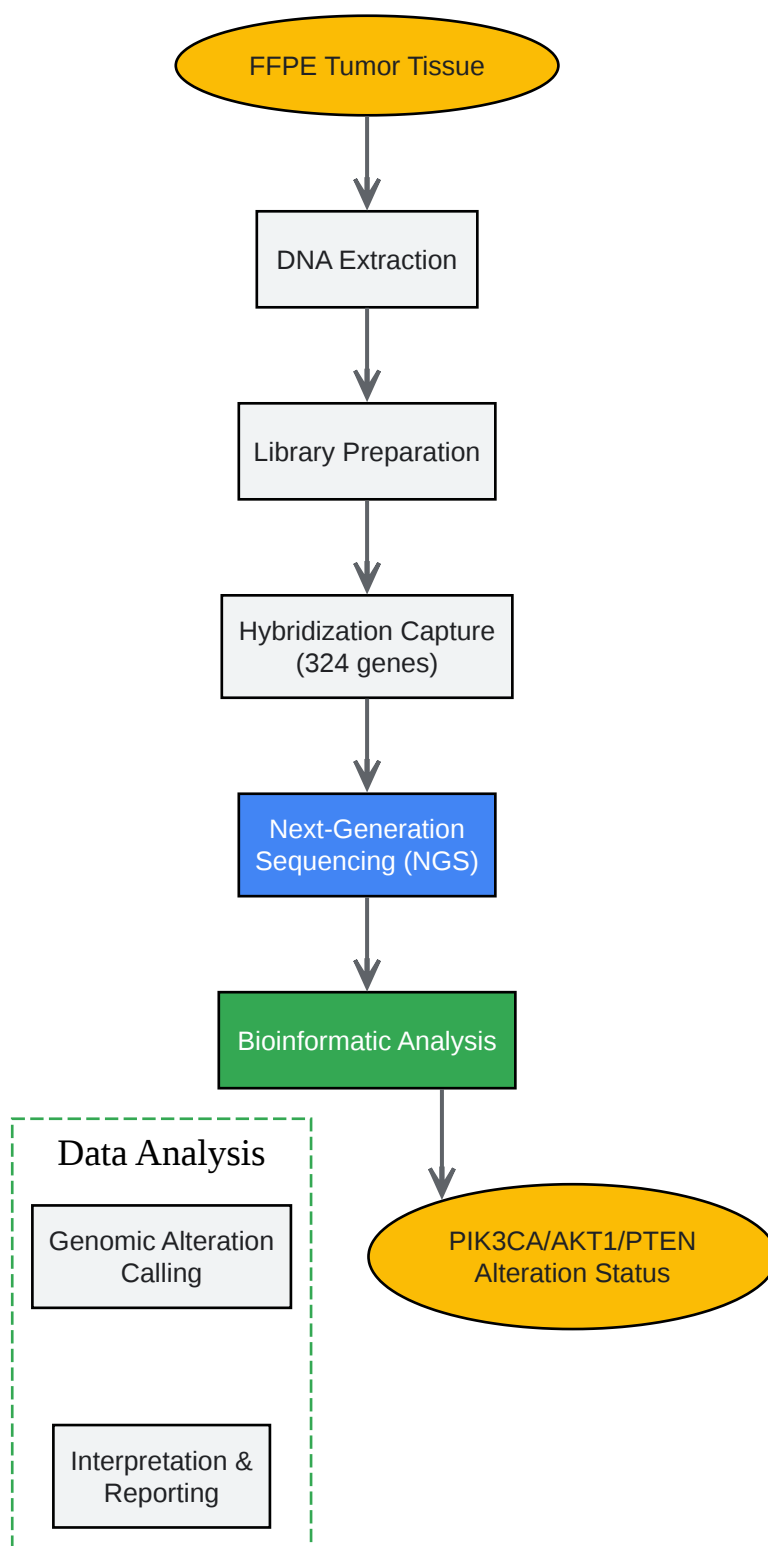 FFPE Tumor Tissue
DNA Extraction
Library Preparation
Hybridization Capture
(324 genes)
Next-Generation
Sequencing (NGS)
Bioinformatic Analysis
Data Analysis
Genomic Alteration
Calling
PIK3CA/AKT1/PTEN
Alteration Status
Interpretation &
Reporting